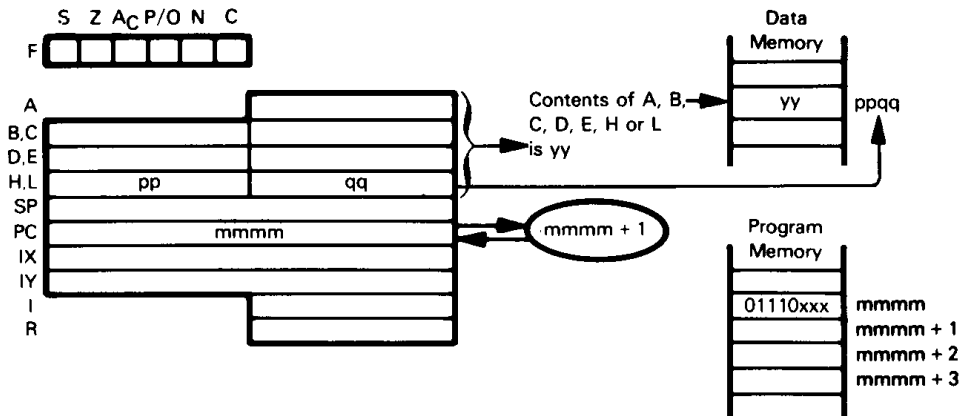 S Z AC P/O N C
F
A
B,C
D,E
H,L pp qq
SP
PC mmmm
IX
IY
I
R
Contents of A, B,
C, D, E, H or L
is yy
mmmm + 1
Data
Memory
yy ppqq
Program
Memory
01110xxx mmmm
mmmm + 1
mmmm + 2
mmmm + 3